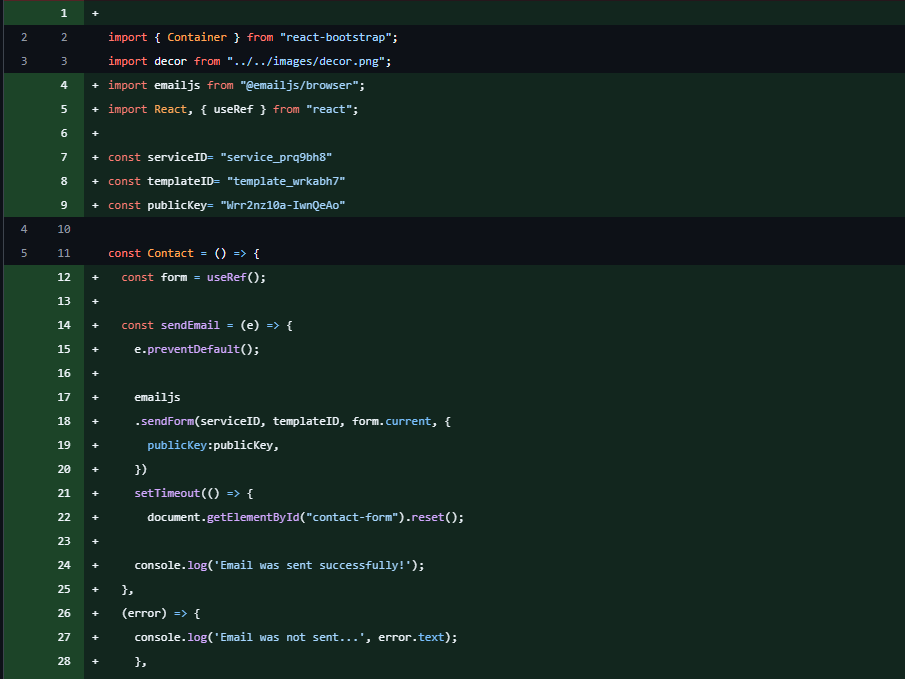 1 +
2 2 import { Container } from "react-bootstrap";
3 3 import decor from "../../images/decor.png";
4 + import emailjs from "@emailjs/browser";
5 + import React, { useRef } from "react";
6 +
7 + const serviceID= "service_prq9bh8"
8 + const templateID= "template_wrkabh7"
9 + const publicKey= "Wrr2nz10a-IwnQeAo"
4 10
5 11 const Contact = () => {
12 + const form = useRef();
13 +
14 + const sendEmail = (e) => {
15 + e.preventDefault();
16 +
17 + emailjs
18 + .sendForm(serviceID, templateID, form.current, {
19 + publicKey:publicKey,
20 + })
21 + setTimeout(() => {
22 + document.getElementById("contact-form").reset();
23 +
24 + console.log('Email was sent successfully!');
25 + },
26 + (error) => {
27 + console.log('Email was not sent...', error.text);
28 + },